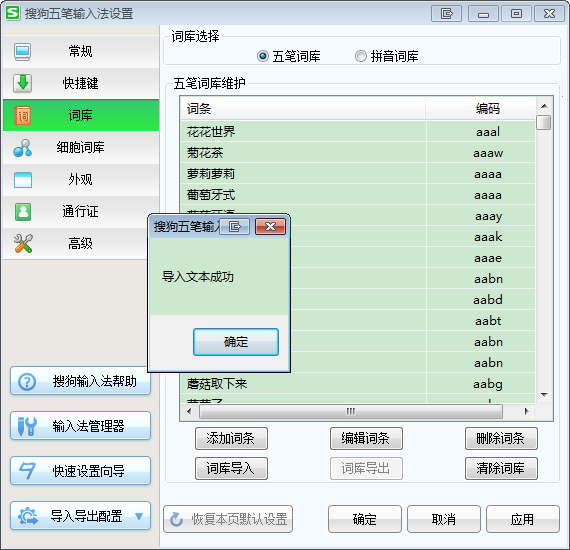 搜狗五笔输入法设置
常规
快捷键
词库
细胞词库
外观
通行证
高级
搜狗输入法帮助
输入法管理器
快速设置向导
导入导出配置
词库选择
五笔词库
拼音词库
五笔词库维护
词条 编码
花花世界 aaal
菊花茶 aaaw
萝莉萝莉 aaaa
葡萄牙式 aaaa
aaay
aaak
aaae
aabn
aabd
aabt
aabn
aabn
蘑菇取下来 aabg
搜狗五笔输入
导入文本成功
确定
添加词条 编辑词条 删除词条
词库导入 词库导出 清除词库
恢复本页默认设置 确定 取消 应用